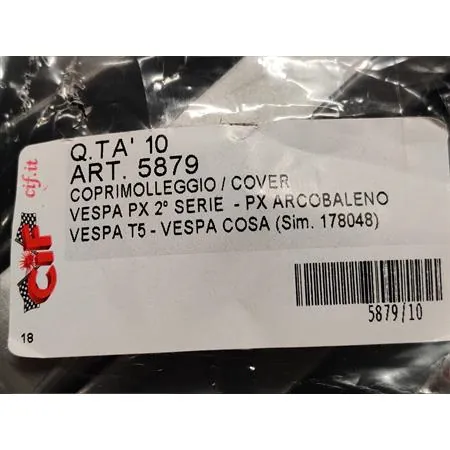 Q.TA' 10
ART. 5879
COPRIMOLLEGGIO / COVER
VESPA PX 2° SERIE - PX ARCOBALENO
VESPA T5 - VESPA COSA (Sim. 178048)
cif.it
CIF
18
5879/10